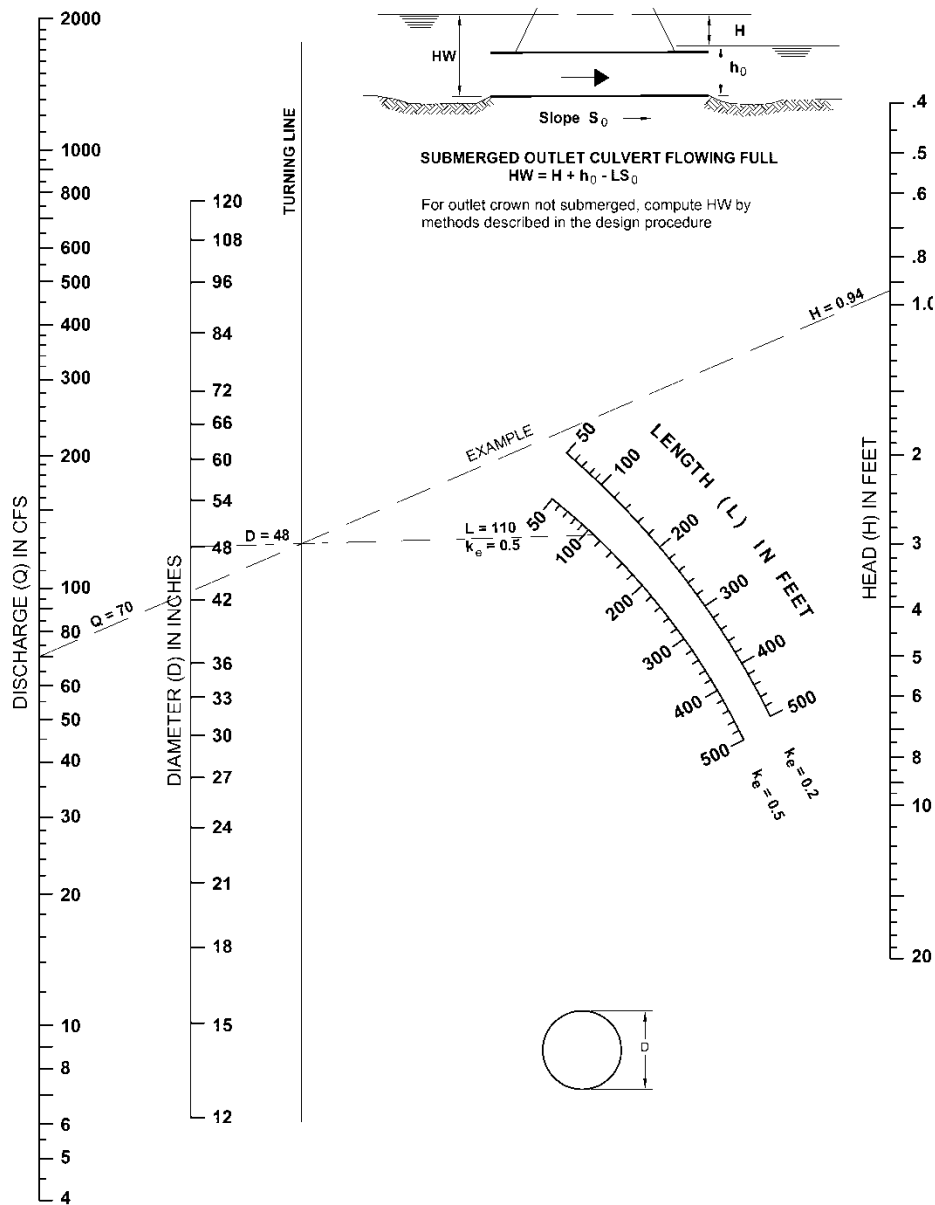 2000
1000
800
600
500
400
300
200
100
80
60
50
40
30
20
10
8
6
5
4
DISCHARGE (Q) IN CFS
120
108
96
84
72
66
60
54
48
42
36
33
30
27
24
21
18
15
12
DIAMETER (D) IN INCHES
TURNING LINE
HW
H
h0
Slope S0
SUBMERGED OUTLET CULVERT FLOWING FULL
HW = H + h0 - LS0
For outlet crown not submerged, compute HW by
methods described in the design procedure
Q = 70
D = 48
EXAMPLE
H = 0.94
L = 110
ke = 0.5
50
100
200
300
400
500
ke = 0.2
50
100
200
300
400
500
ke = 0.5
LENGTH (L) IN FEET
.4
.5
.6
.8
1.0
2
3
4
5
6
8
10
20
HEAD (H) IN FEET
D